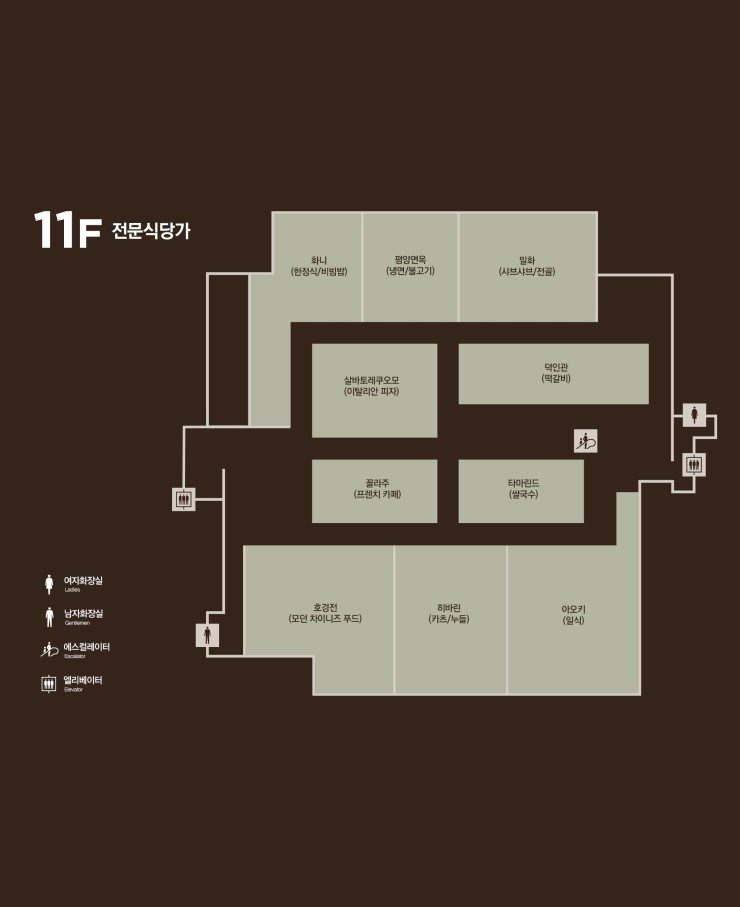 11F 전문식당가
화니
(한정식/비빔밥)
평양면옥
(냉면/불고기)
밀화
(샤브샤브/전골)
살바토레쿠오모
(이탈리안 피자)
덕인관
(떡갈비)
꼴라주
(프렌치 카페)
타마린드
(쌀국수)
호경전
(모던 차이니즈 푸드)
히바린
(카츠/누들)
아오키
(일식)
여자화장실
Ladies
남자화장실
Gentlemen
에스컬레이터
Escalator
엘리베이터
Elevator